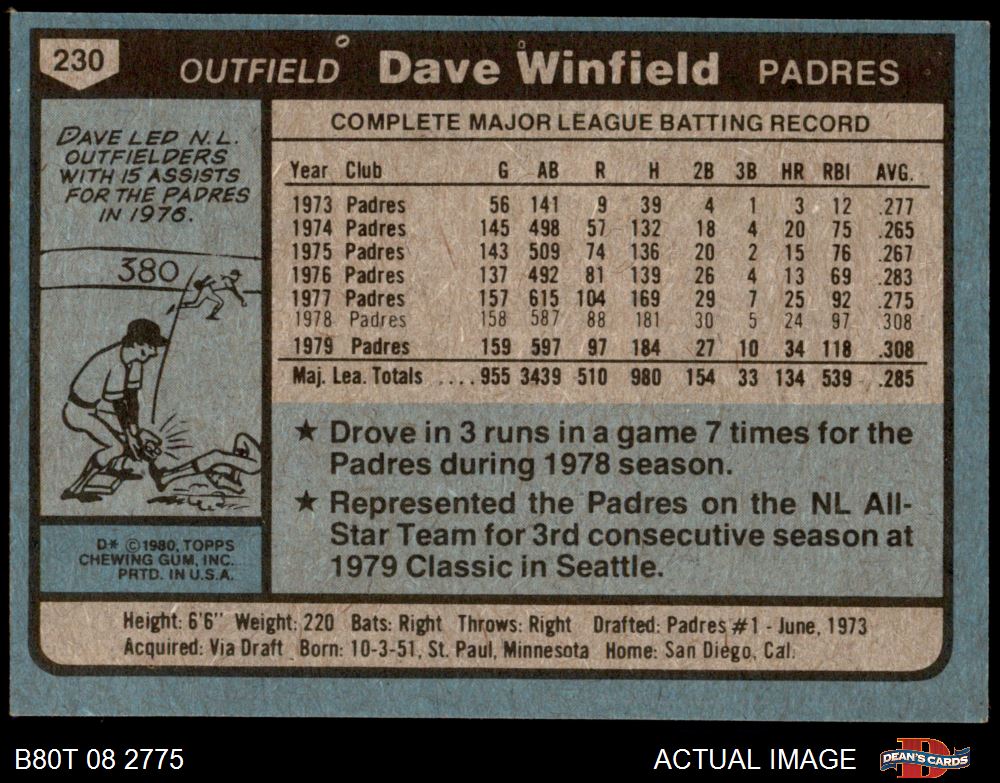 230 OUTFIELD Dave Winfield PADRES
DAVE LED N.L.
OUTFIELDERS
WITH 15 ASSISTS
FOR THE PADRES
IN 1976.
380
D* ©1980, TOPPS
CHEWING GUM, INC.
PRTD. IN U.S.A.
COMPLETE MAJOR LEAGUE BATTING RECORD
Year Club G AB R H 2B 3B HR RBI AVG.
1973 Padres 56 141 9 39 4 1 3 12 .277
1974 Padres 145 498 57 132 18 4 20 75 .265
1975 Padres 143 509 74 136 20 2 15 76 .267
1976 Padres 137 492 81 139 26 4 13 69 .283
1977 Padres 157 615 104 169 29 7 25 92 .275
1978 Padres 158 587 88 181 30 5 24 97 .308
1979 Padres 159 597 97 184 27 10 34 118 .308
Maj. Lea. Totals ....955 3439 510 980 154 33 134 539 .285
★ Drove in 3 runs in a game 7 times for the
Padres during 1978 season.
★ Represented the Padres on the NL All-
Star Team for 3rd consecutive season at
1979 Classic in Seattle.
Height: 6'6" Weight: 220 Bats: Right Throws: Right Drafted: Padres #1 - June, 1973
Acquired: Via Draft Born: 10-3-51, St. Paul, Minnesota Home: San Diego, Cal.
B80T 08 2775 ACTUAL IMAGE DEAN'S CARDS